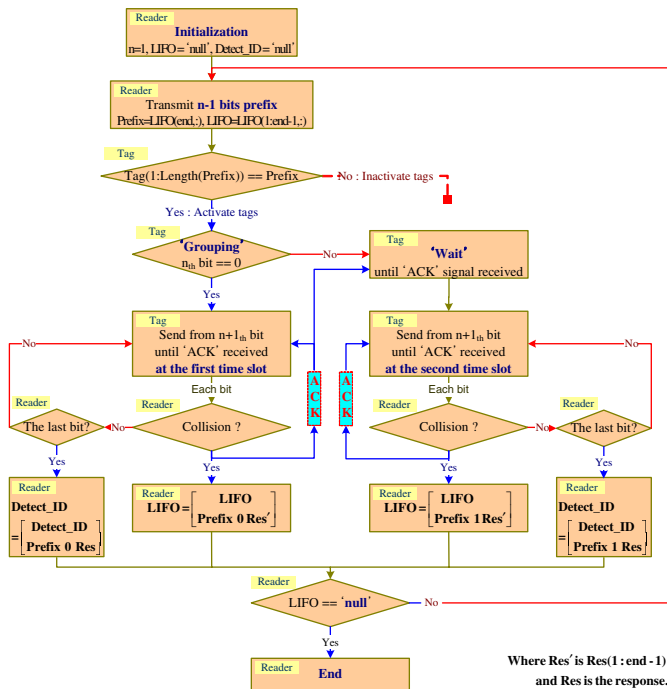 Reader
Initialization
n=1, LIFO = ‘null’, Detect_ID = ‘null’
Reader
Transmit n-1 bits prefix
Prefix=LIFO(end,:), LIFO=LIFO(1:end-1,:)
Tag
Tag(1:Length(Prefix)) == Prefix
No : Inactivate tags
Yes : Activate tags
Tag
‘Grouping’
nth bit == 0
No
Tag
‘Wait’
until ‘ACK’ signal received
Yes
Tag
Send from n+1th bit
until ‘ACK’ received
at the first time slot
Tag
Send from n+1th bit
until ‘ACK’ received
at the second time slot
No
No
Each bit
Each bit
ACK
ACK
Reader
The last bit?
No
Reader
Collision ?
Reader
Collision ?
No
Reader
The last bit?
Yes
Yes
Yes
Yes
Reader
Detect_ID
=[Detect_ID
Prefix 0 Res]
Reader
LIFO=[LIFO
Prefix 0 Res′]
Reader
LIFO=[LIFO
Prefix 1 Res′]
Reader
Detect_ID
=[Detect_ID
Prefix 1 Res]
Reader
LIFO == ‘null’
No
Yes
Reader
End
Where Res′ is Res(1 : end - 1)
and Res is the response.